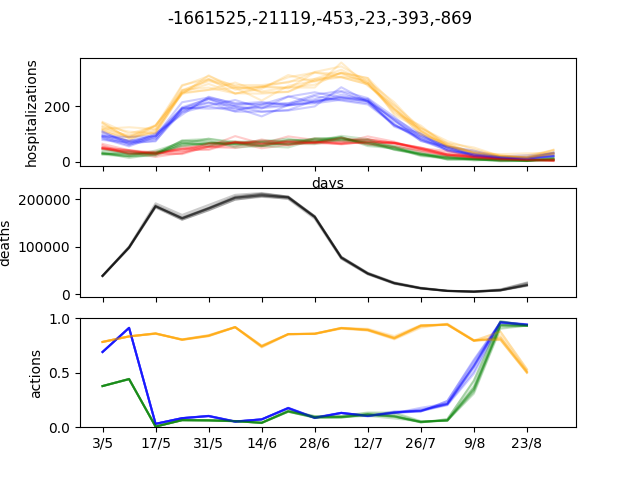 -1661525,-21119,-453,-23,-393,-869
hospitalizations
200
0
days
deaths
200000
100000
0
actions
1.0
0.5
0.0
3/5 17/5 31/5 14/6 28/6 12/7 26/7 9/8 23/8